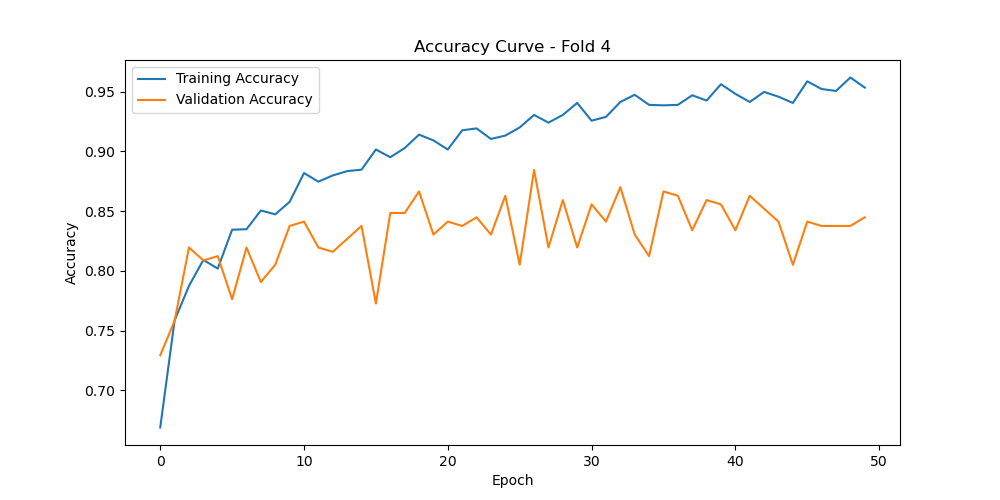 Accuracy Curve - Fold 4
Training Accuracy
Validation Accuracy
0.95
0.90
0.85
0.80
0.75
0.70
Accuracy
0 10 20 30 40 50
Epoch